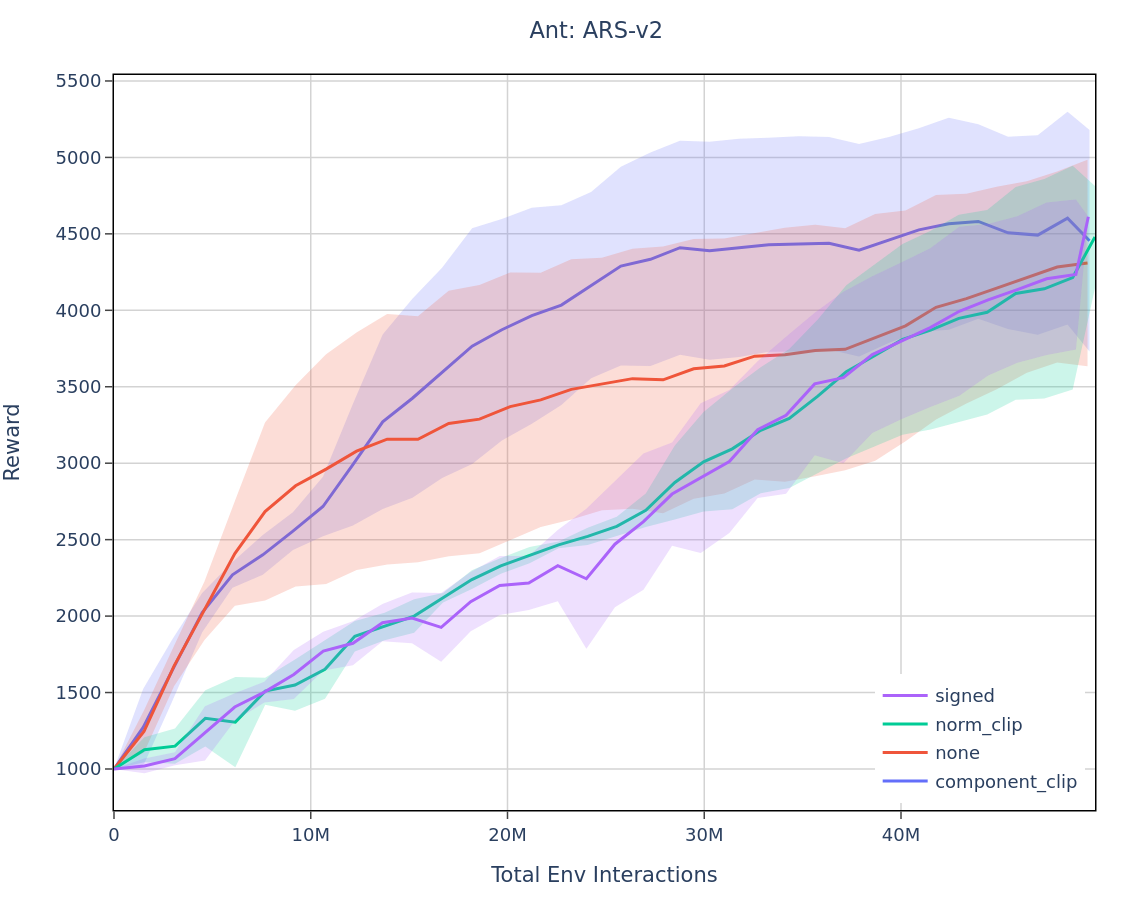 Ant: ARS-v2
Reward
5500
5000
4500
4000
3500
3000
2500
2000
1500
1000
0
10M
20M
30M
40M
Total Env Interactions
signed
norm_clip
none
component_clip